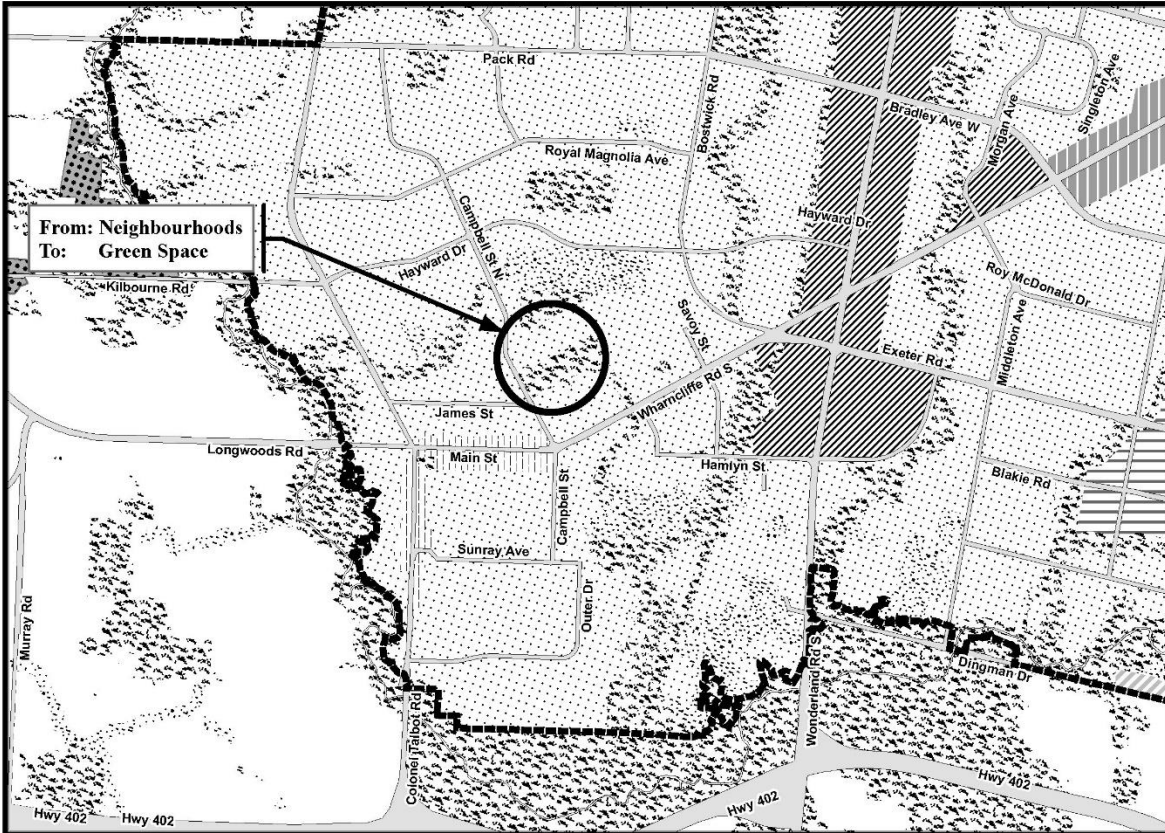 Pack Rd
Bostwick Rd
Bradley Ave W
Morgan Ave
Singleton Ave
Royal Magnolia Ave
From: Neighbourhoods
To: Green Space
Campbell St N
Hayward Dr
Hayward Dr
Kilbourne Rd
Roy McDonald Dr
Savoy St
Middleton Ave
Exeter Rd
Wharncliffe Rd S
James St
Longwoods Rd
Main St
Hamlyn St
Campbell St
Blakie Rd
Sunray Ave
Outer Dr
Murray Rd
Dingman Dr
Wonderland Rd S
Colonel Talbot Rd
Hwy 402
Hwy 402
Hwy 402
Hwy 402